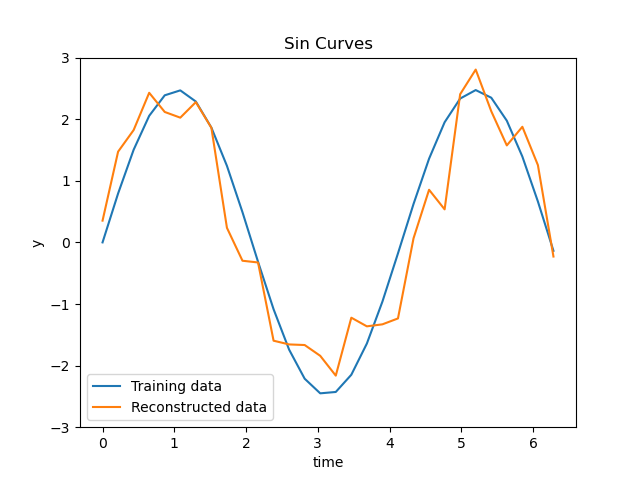 Sin Curves
3
2
1
0
−1
−2
−3
y
Training data
Reconstructed data
0 1 2 3 4 5 6
time